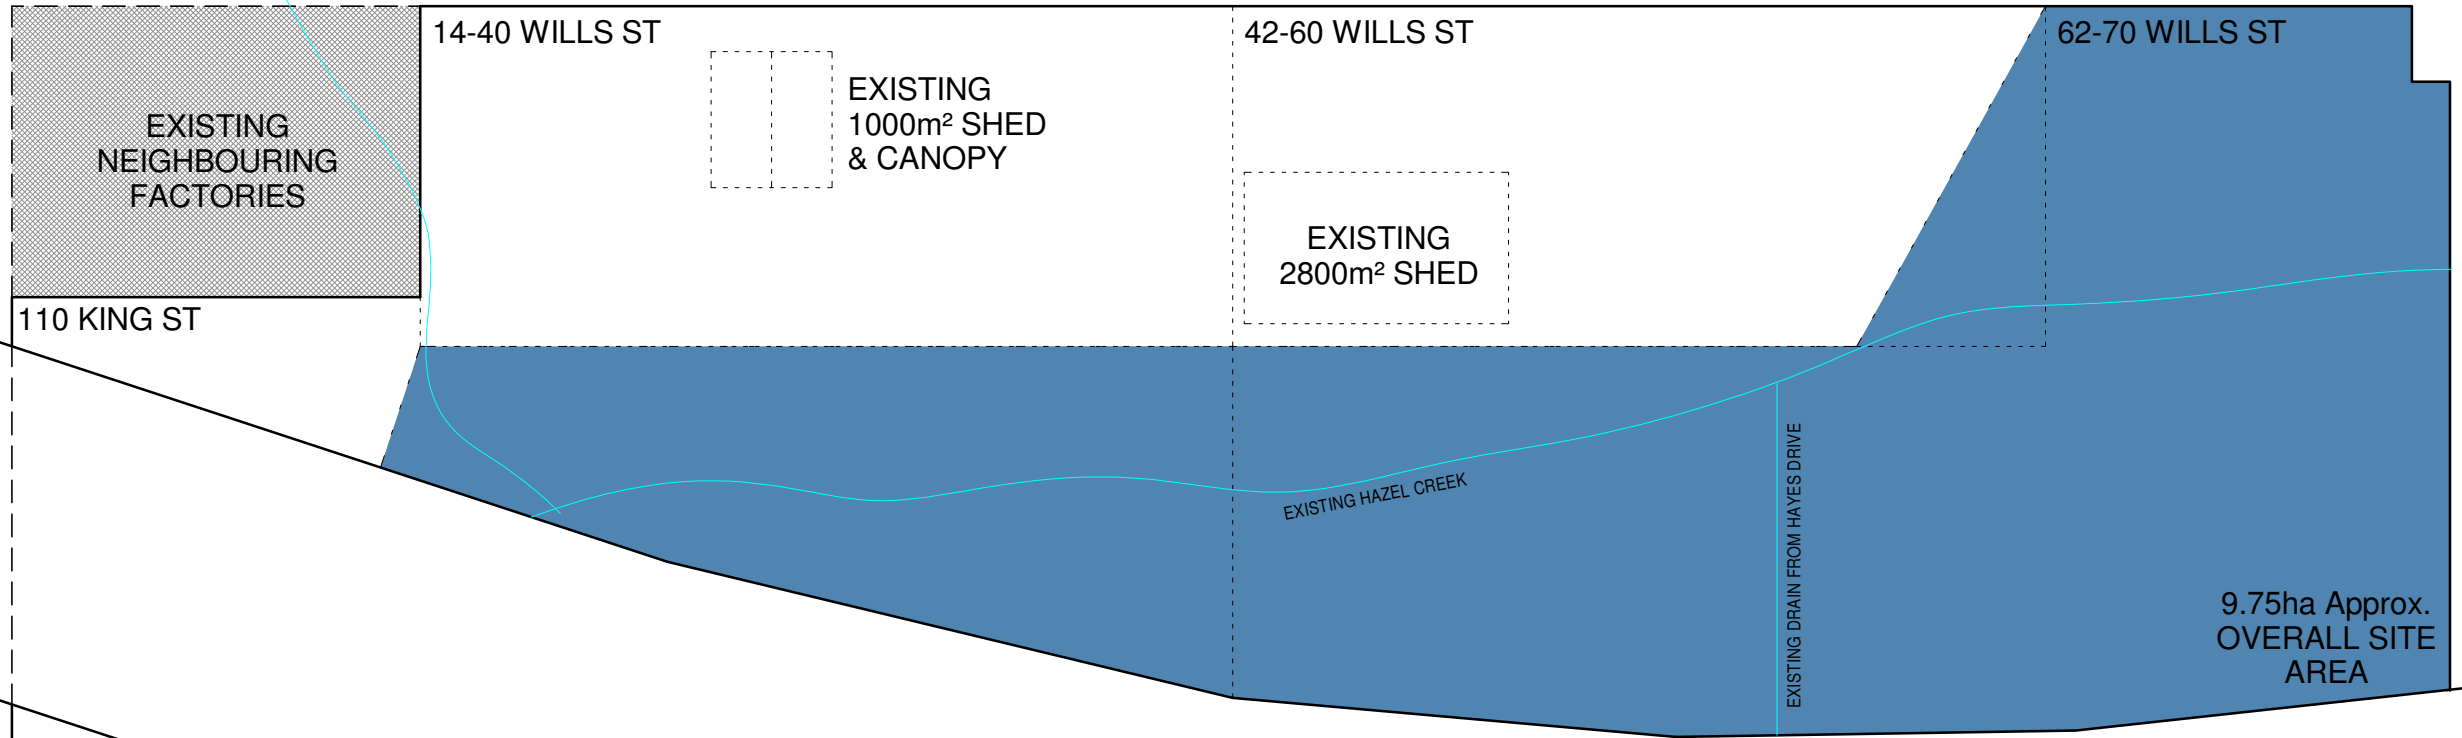 14-40 WILLS ST
42-60 WILLS ST
62-70 WILLS ST
EXISTING
NEIGHBOURING
FACTORIES
EXISTING
1000m² SHED
& CANOPY
EXISTING
2800m² SHED
110 KING ST
EXISTING HAZEL CREEK
EXISTING DRAIN FROM HAYES DRIVE
9.75ha Approx.
OVERALL SITE
AREA